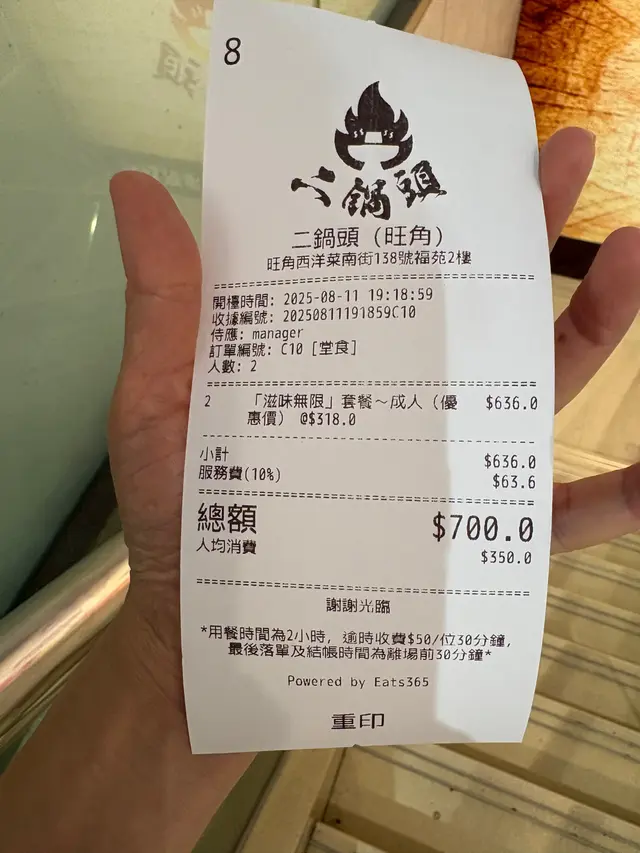 8
二鍋頭
二鍋頭 (旺角)
旺角西洋菜南街138號福苑2樓
開檯時間: 2025-08-11 19:18:59
收據編號: 20250811191859C10
侍應: manager
訂單編號: C10 [堂食]
人數: 2
2 「滋味無限」套餐～成人（優 $636.0
惠價） @$318.0
小計 $636.0
服務費(10%) $63.6
總額 $700.0
人均消費 $350.0
謝謝光臨
*用餐時間為2小時, 逾時收費$50/位30分鐘,
最後落單及結帳時間為離場前30分鐘*
Powered by Eats365
重印